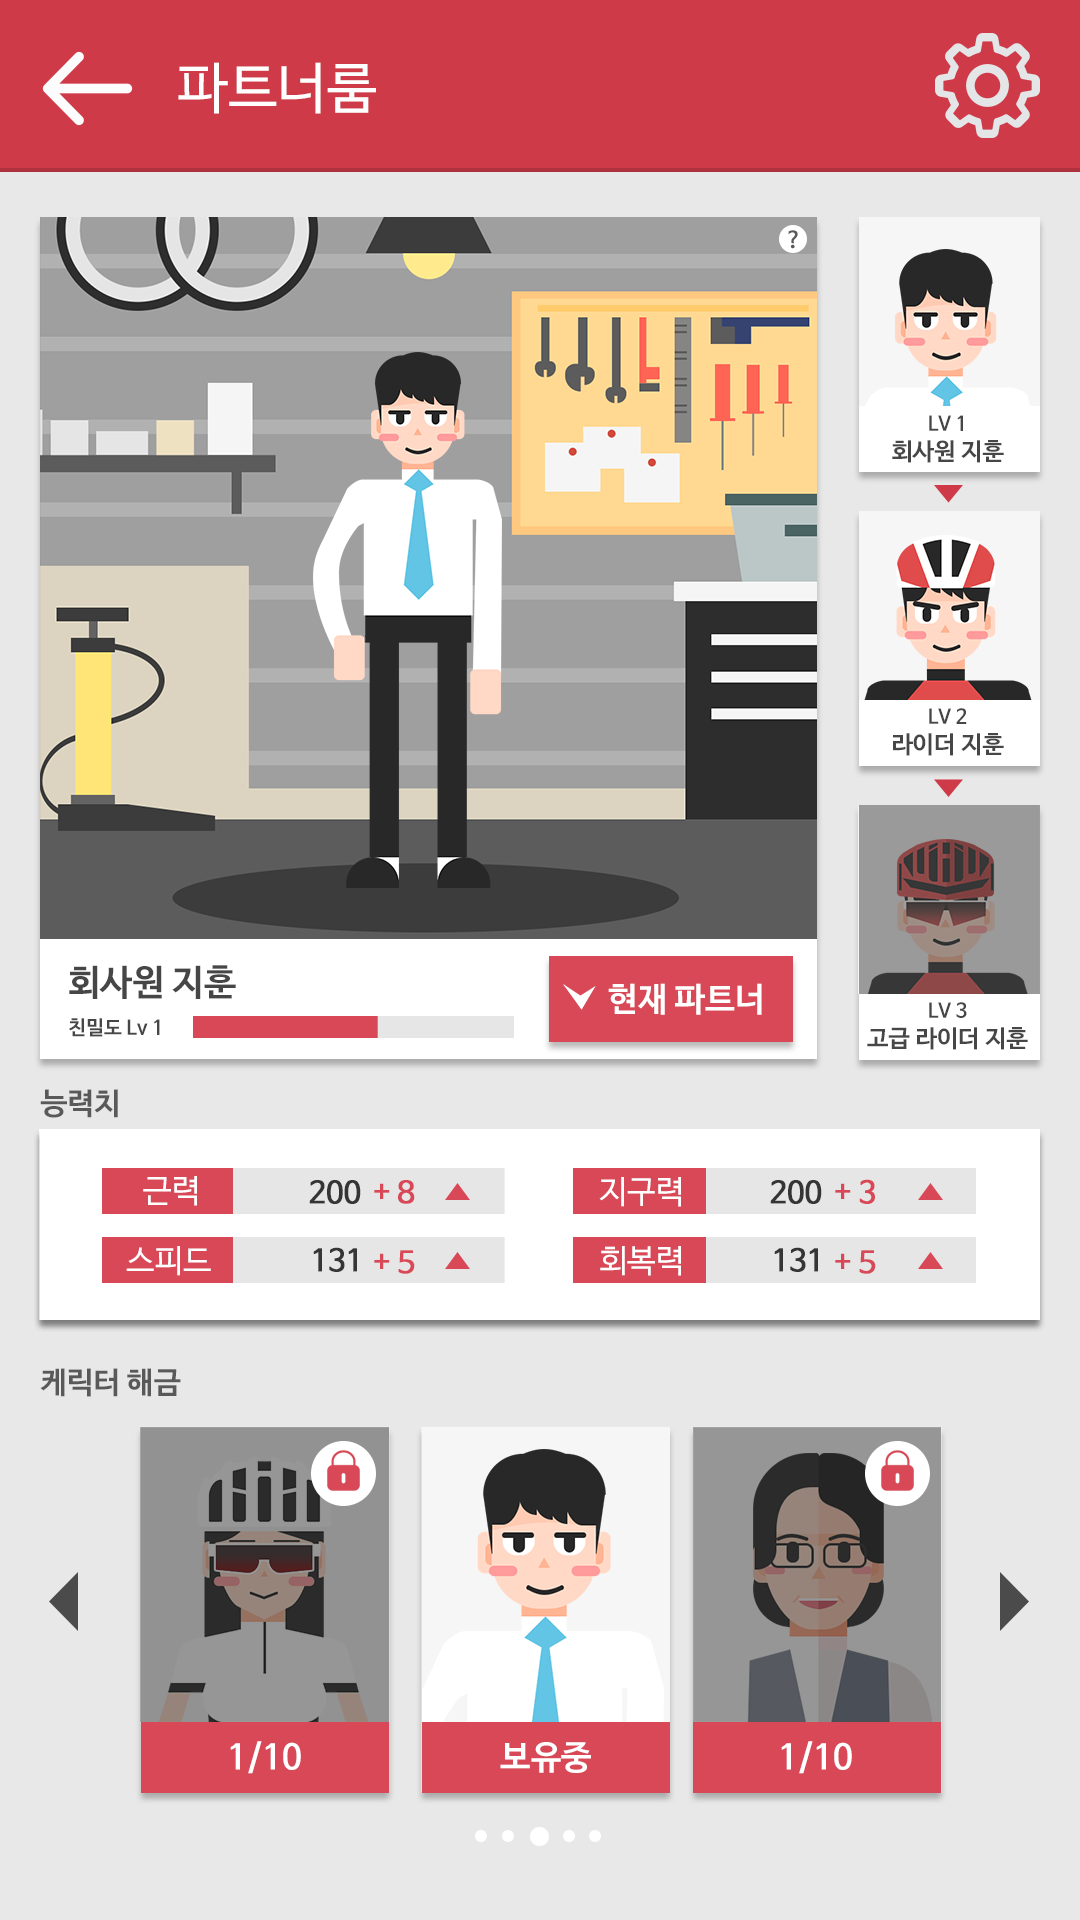 파트너룸
?
LV 1
회사원 지훈
LV 2
라이더 지훈
LV 3
고급 라이더 지훈
회사원 지훈
친밀도 Lv 1
현재 파트너
능력치
근력 200 + 8
지구력 200 + 3
스피드 131 + 5
회복력 131 + 5
케릭터 해금
1/10
보유중
1/10